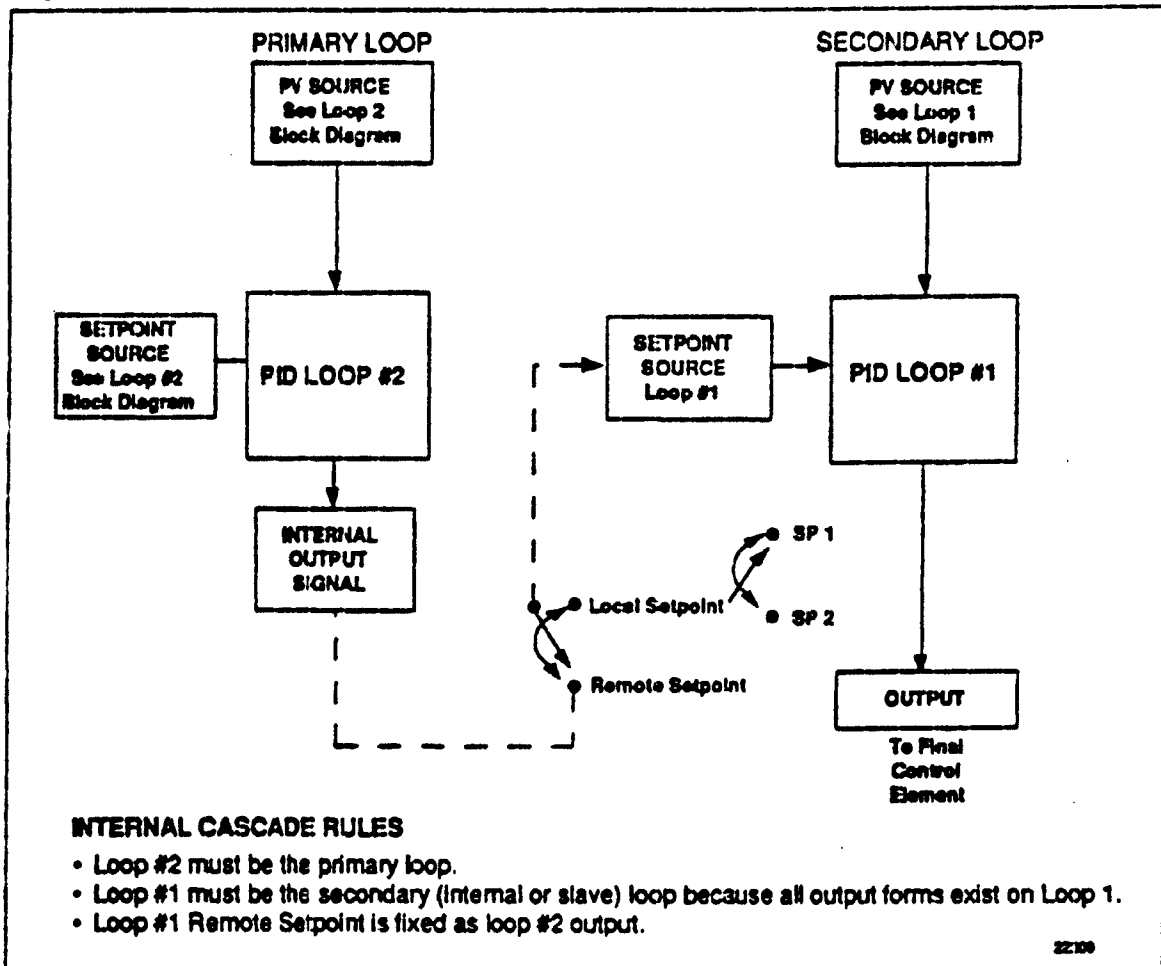 PRIMARY LOOP
SECONDARY LOOP
PV SOURCE
See Loop 2
Block Diagram
PV SOURCE
See Loop 1
Block Diagram
SETPOINT
SOURCE
See Loop #2
Block Diagram
PID LOOP #2
SETPOINT
SOURCE
Loop #1
PID LOOP #1
INTERNAL
OUTPUT
SIGNAL
SP 1
Local Setpoint
SP 2
Remote Setpoint
OUTPUT
To Final
Control
Element
INTERNAL CASCADE RULES
• Loop #2 must be the primary loop.
• Loop #1 must be the secondary (internal or slave) loop because all output forms exist on Loop 1.
• Loop #1 Remote Setpoint is fixed as loop #2 output.